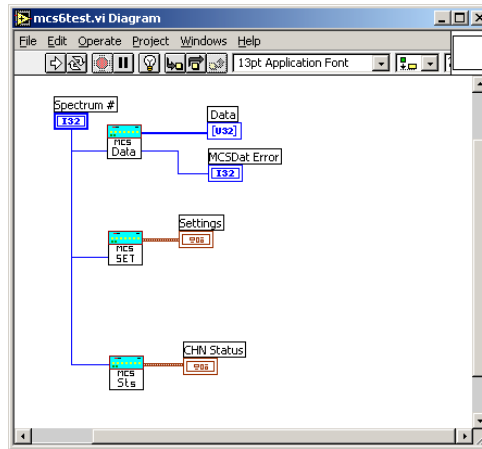 mcs6test.vi Diagram
File Edit Operate Project Windows Help
13pt Application Font
Spectrum #
I32
Data
[U32]
MCS
Data
MCSDat Error
I32
Settings
MCS
SET
CHN Status
MCS
Sts